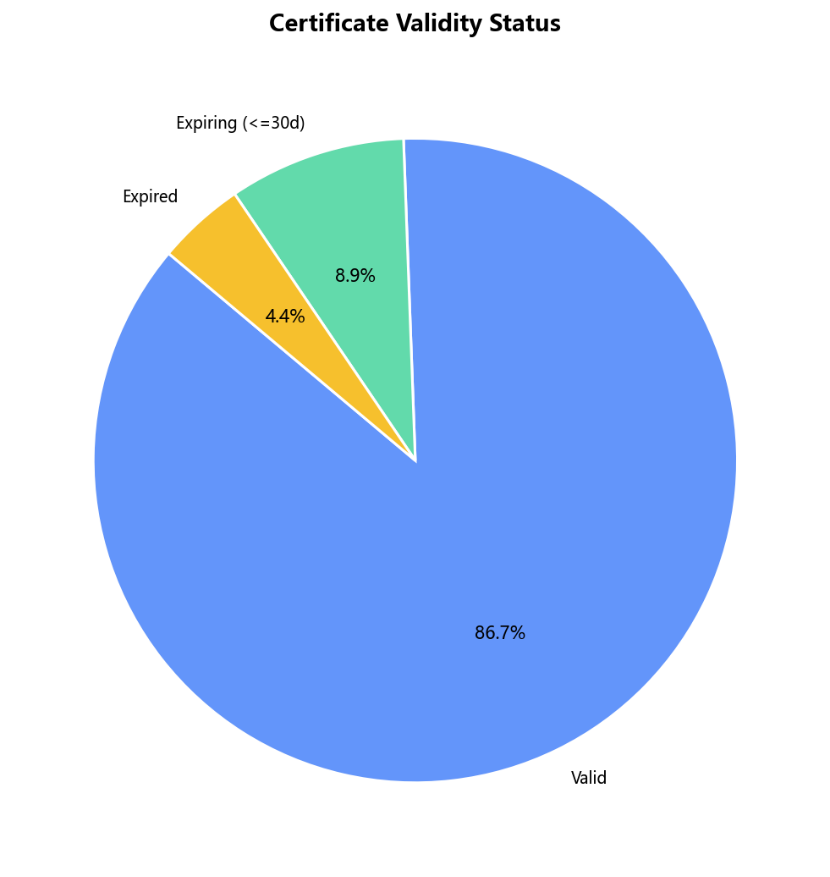 Certificate Validity Status
Expiring (<=30d)
Expired
8.9%
4.4%
86.7%
Valid